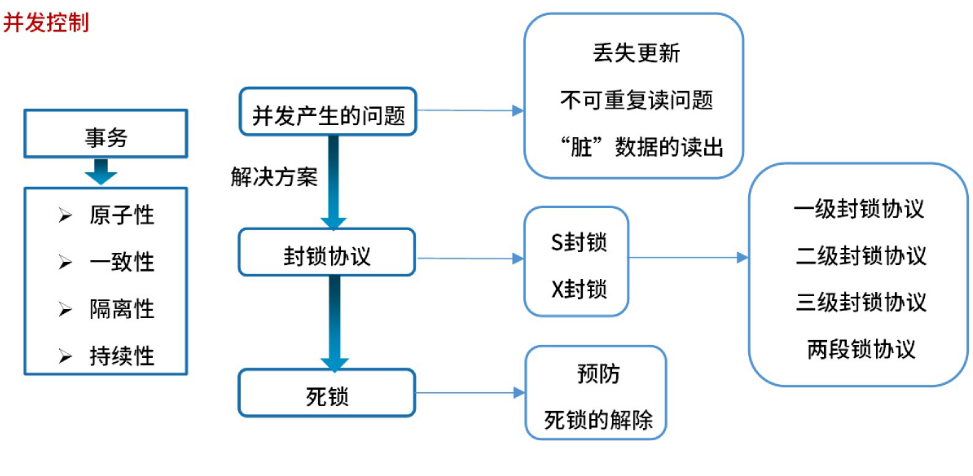 并发控制
事务
原子性
一致性
隔离性
持续性
并发产生的问题
解决方案
封锁协议
死锁
丢失更新
不可重复读问题
“脏”数据的读出
S封锁
X封锁
一级封锁协议
二级封锁协议
三级封锁协议
两段锁协议
预防
死锁的解除